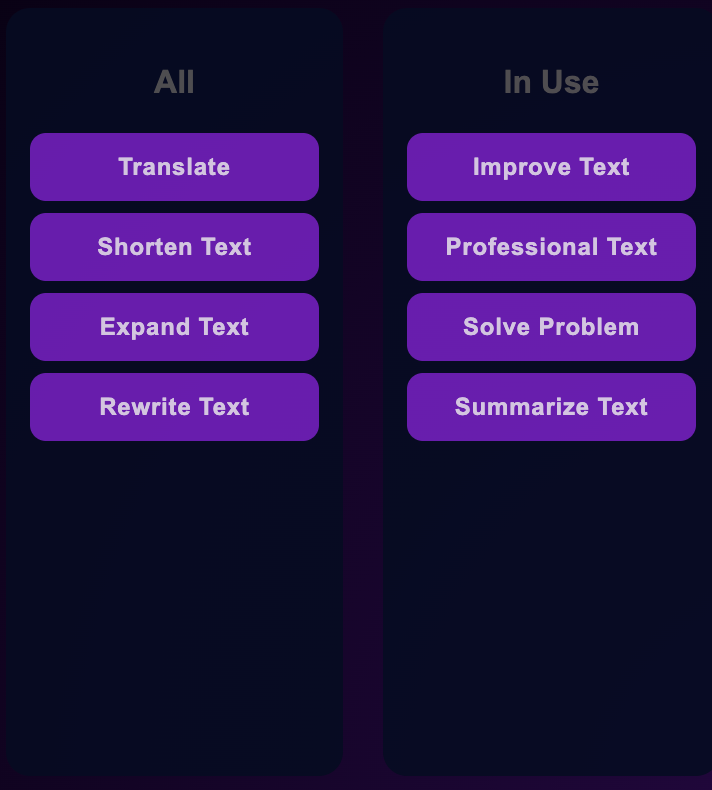 All
Translate
Shorten Text
Expand Text
Rewrite Text
In Use
Improve Text
Professional Text
Solve Problem
Summarize Text